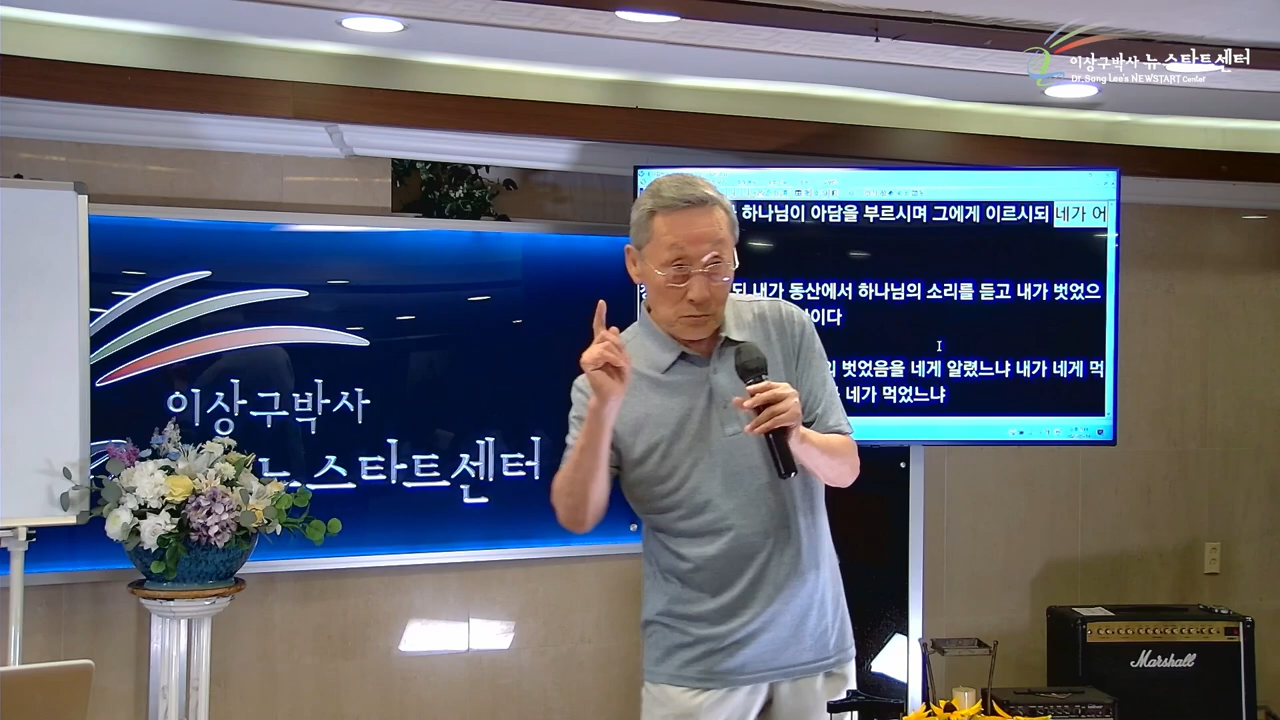 이상구박사 뉴 스타트센터
Dr. Sang Lee's NEWSTART Center
하나님이 아담을 부르시며 그에게 이르시되 네가 어
내가 동산에서 하나님의 소리를 듣고 내가 벗었으
벗었음을 네게 알렸느냐 내가 네게 먹
네가 먹었느냐
이상구박사
뉴 스타트센터
Marshall